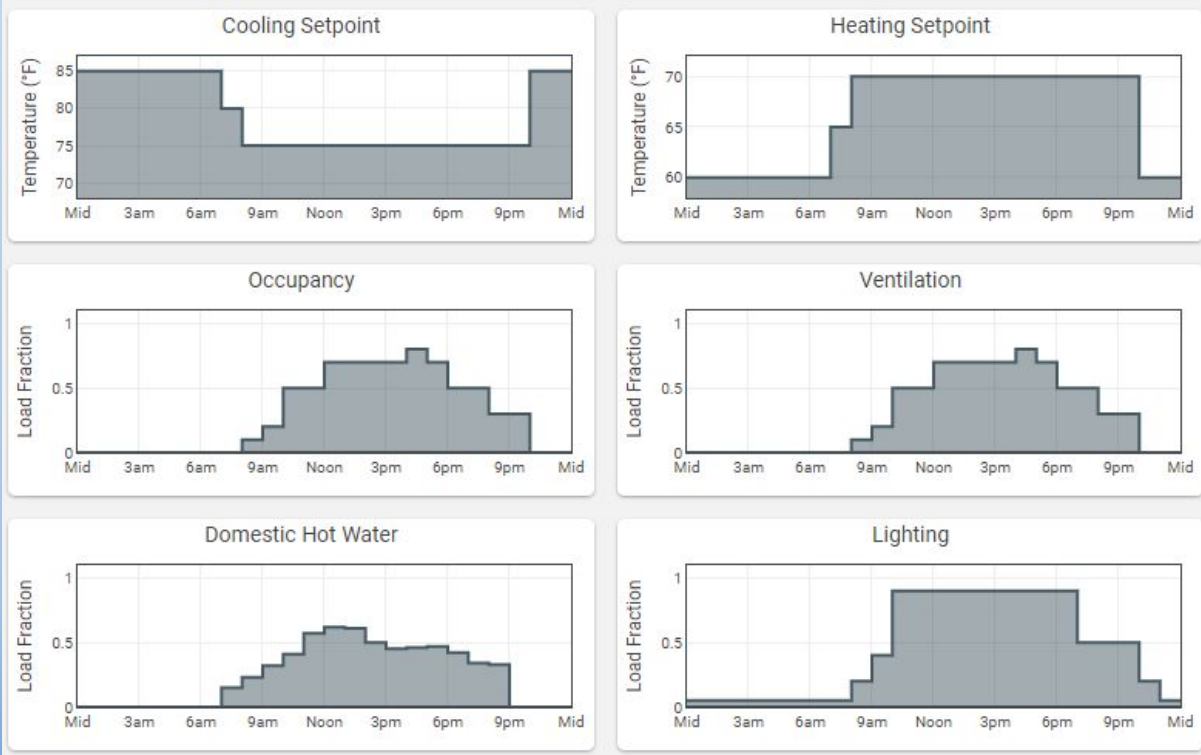 Cooling Setpoint
Temperature (°F)
85
80
75
70
Mid 3am 6am 9am Noon 3pm 6pm 9pm Mid
Heating Setpoint
Temperature (°F)
70
65
60
Mid 3am 6am 9am Noon 3pm 6pm 9pm Mid
Occupancy
Load Fraction
1
0.5
0
Mid 3am 6am 9am Noon 3pm 6pm 9pm Mid
Ventilation
Load Fraction
1
0.5
0
Mid 3am 6am 9am Noon 3pm 6pm 9pm Mid
Domestic Hot Water
Load Fraction
1
0.5
0
Mid 3am 6am 9am Noon 3pm 6pm 9pm Mid
Lighting
Load Fraction
1
0.5
0
Mid 3am 6am 9am Noon 3pm 6pm 9pm Mid